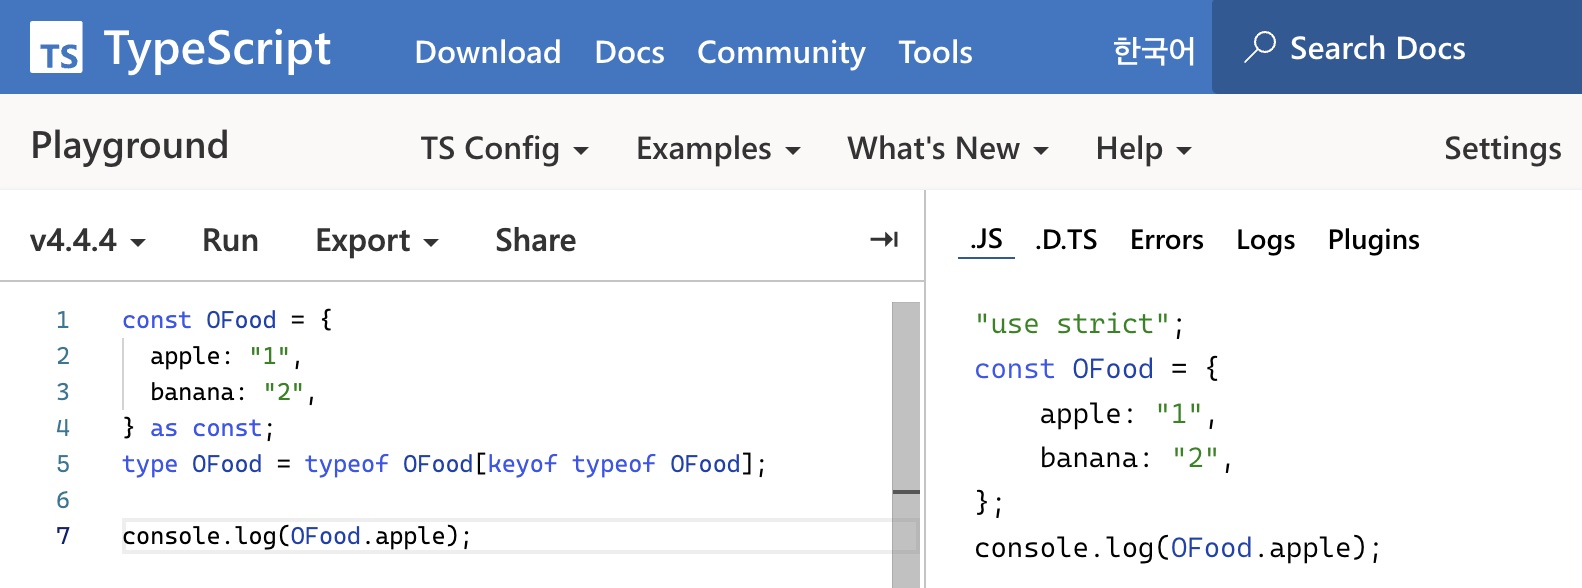 TS TypeScript Download Docs Community Tools 한국어 Search Docs
Playground TS Config Examples What's New Help Settings
v4.4.4 Run Export Share .JS .D.TS Errors Logs Plugins
1 const OFood = {
2 apple: "1",
3 banana: "2",
4 } as const;
5 type OFood = typeof OFood[keyof typeof OFood];
6
7 console.log(OFood.apple);
"use strict";
const OFood = {
apple: "1",
banana: "2",
};
console.log(OFood.apple);